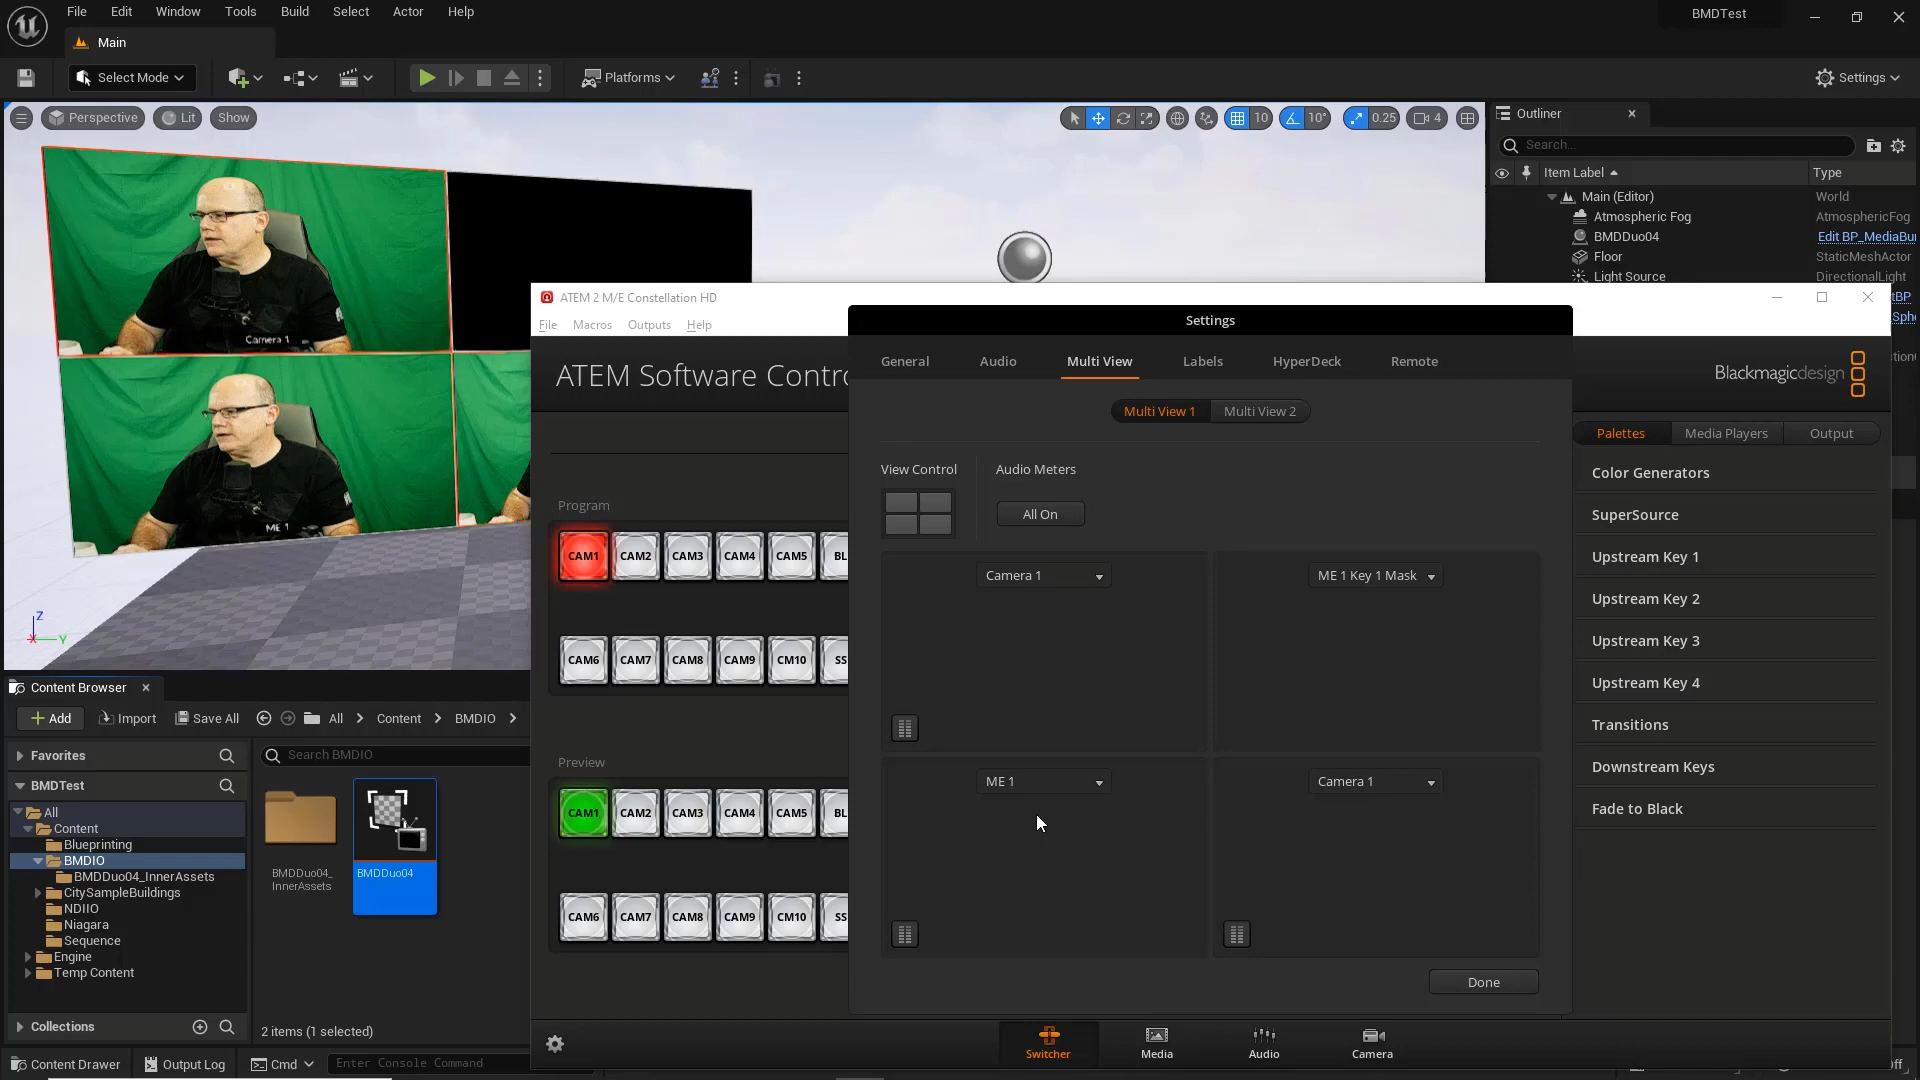 File Edit Window Tools Build Select Actor Help
BMDTest
Main
Select Mode
Platforms
Settings
Perspective Lit Show
10 10° 0.25 4
Outliner
Search...
Item Label Type
Main (Editor) World
Atmospheric Fog AtmosphericFog
BMDDuo04 Edit BP_MediaBu
Floor StaticMeshActor
Light Source DirectionalLight
Camera 1
ME 1
ATEM 2 M/E Constellation HD
File Macros Outputs Help
ATEM Software Contro
Blackmagicdesign
Settings
General Audio Multi View Labels HyperDeck Remote
Multi View 1 Multi View 2
View Control Audio Meters
All On
Camera 1 ME 1 Key 1 Mask
ME 1 Camera 1
Done
Program
CAM1 CAM2 CAM3 CAM4 CAM5 BL
CAM6 CAM7 CAM8 CAM9 CM10 SS
Preview
CAM1 CAM2 CAM3 CAM4 CAM5 BL
CAM6 CAM7 CAM8 CAM9 CM10 SS
Palettes Media Players Output
Color Generators
SuperSource
Upstream Key 1
Upstream Key 2
Upstream Key 3
Upstream Key 4
Transitions
Downstream Keys
Fade to Black
Switcher Media Audio Camera
Z
X Y
Content Browser
Add Import Save All All Content BMDIO
Favorites
Search BMDIO
BMDTest
All
Content
Blueprinting
BMDIO
BMDDuo04_InnerAssets
CitySampleBuildings
NDIIO
Niagara
Sequence
Engine
Temp Content
Collections
BMDDuo04_
InnerAssets
BMDDuo04
2 items (1 selected)
Content Drawer Output Log Cmd Enter Console Command